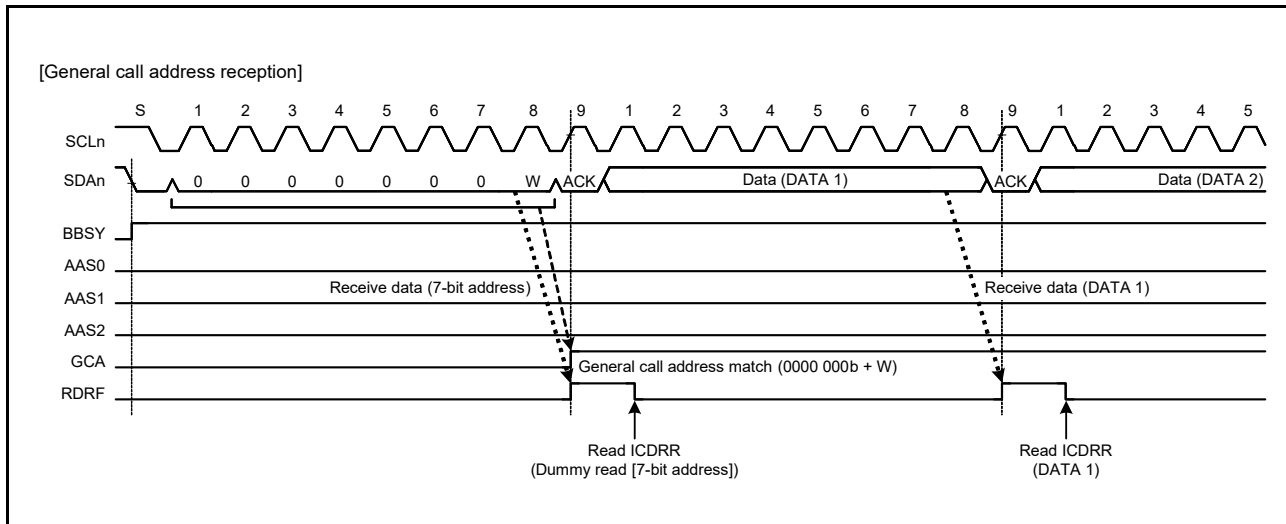 [General call address reception]
S 1 2 3 4 5 6 7 8 9 1 2 3 4 5 6 7 8 9 1 2 3 4 5
SCLn
SDAn 0 0 0 0 0 0 0 W ACK Data (DATA 1) ACK Data (DATA 2)
BBSY
AAS0
Receive data (7-bit address) Receive data (DATA 1)
AAS1
AAS2
GCA General call address match (0000 000b + W)
RDRF
Read ICDRR Read ICDRR
(Dummy read [7-bit address]) (DATA 1)